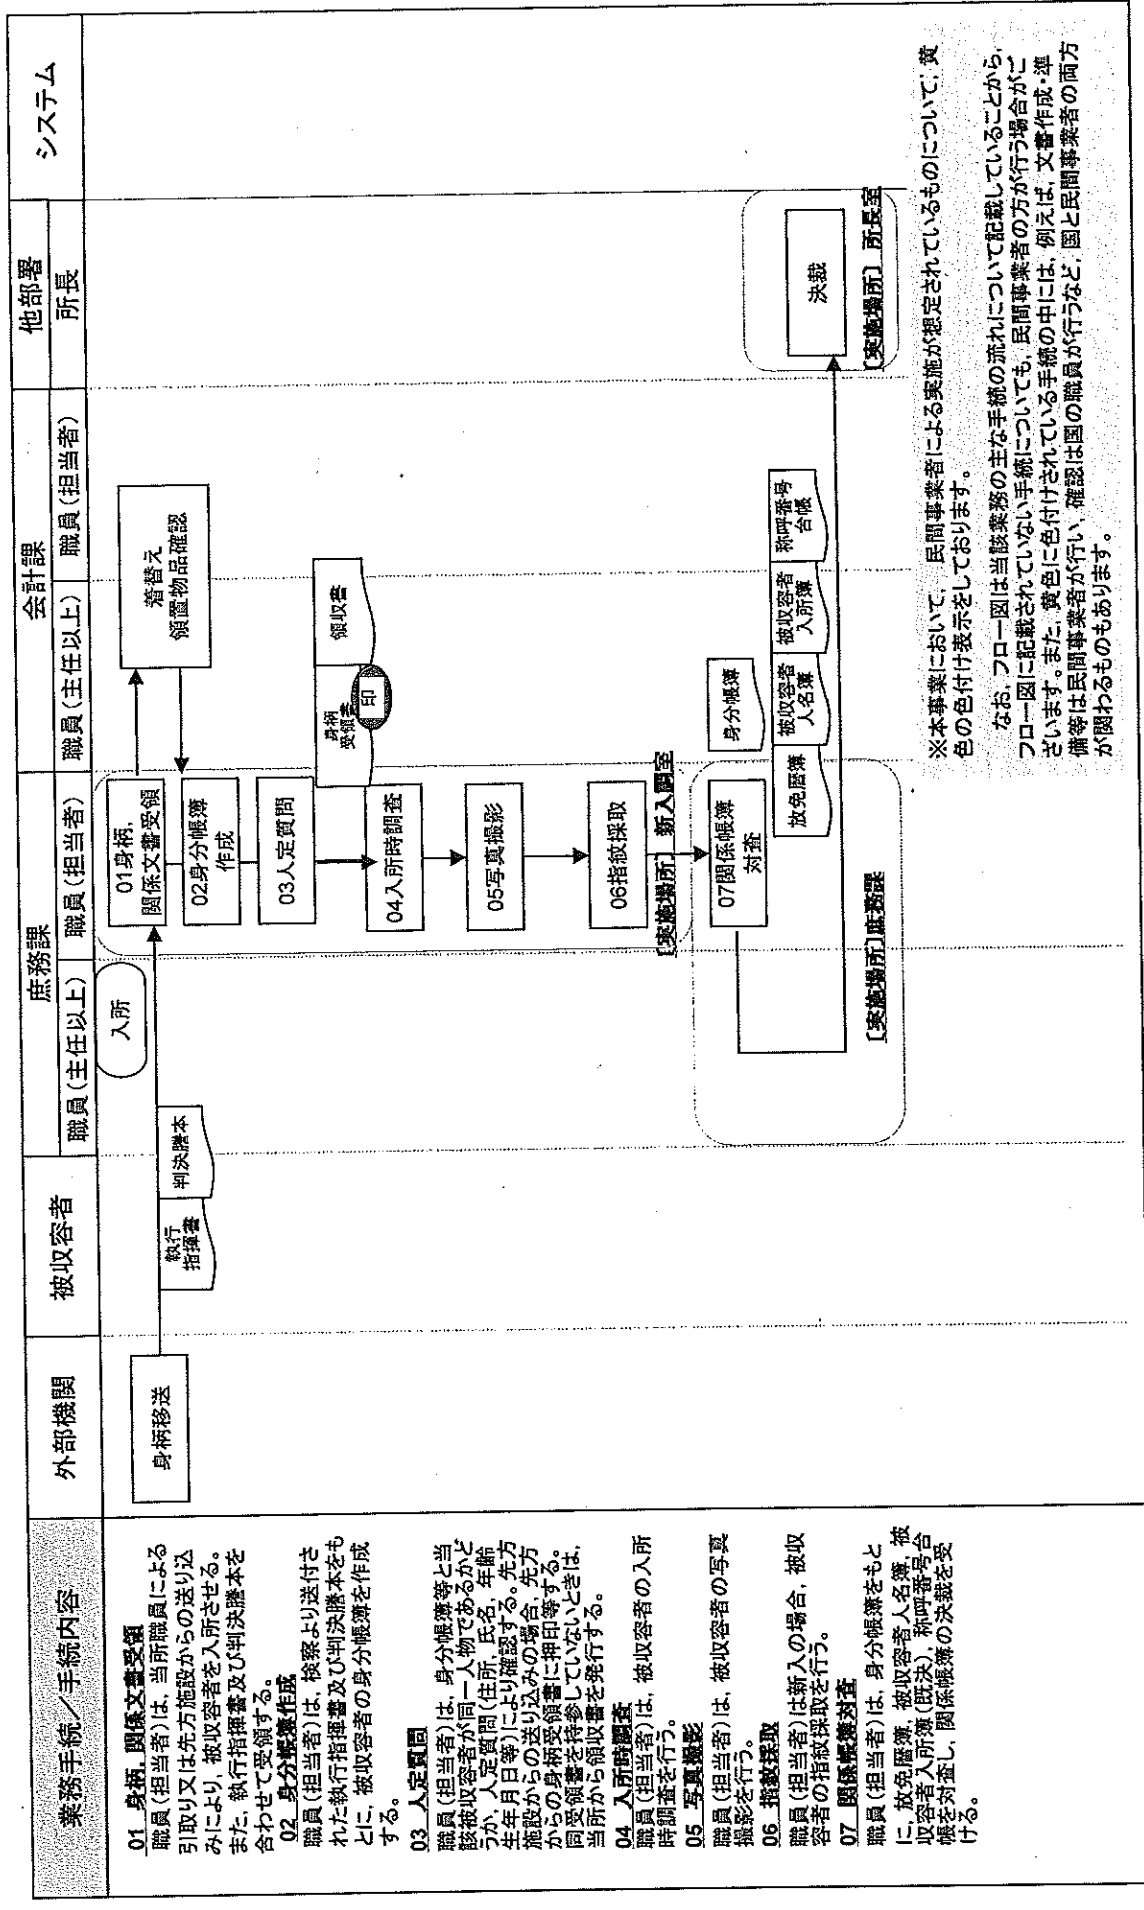 業務手続/手続内容
外部機関
被収容者
庶務課
会計課
他部署
システム
職員(主任以上)
職員(担当者)
職員(主任以上)
職員(担当者)
所長
01 身柄,関係文書受領
職員(担当者)は,当所職員による
引取り又は先方施設からの送り込
みにより,被収容者を入所させる。
また,執行指揮書及び判決謄本を
合わせて受領する。
02 身分帳簿作成
職員(担当者)は,検察より送付さ
れた執行指揮書及び判決謄本をも
とに,被収容者の身分帳簿を作成
する。
03 人定質問
職員(担当者)は,身分帳簿等と当
該被収容者が同一人物であるかど
うか,人定質問(住所,氏名,年齢
生年月日等)により確認する。先方
施設からの送り込みの場合,先方
からの身柄受領書に押印等する。
同受領書を持参していないときは,
当所から領収書を発行する。
04 入所時調査
職員(担当者)は,被収容者の入所
時調査を行う。
05 写真撮影
職員(担当者)は,被収容者の写真
撮影を行う。
06 指紋採取
職員(担当者)は新入の場合,被収
容者の指紋採取を行う。
07 関係帳簿対査
職員(担当者)は,身分帳簿をもと
に,放免暦簿,被収容者人名簿,被
収容者入所簿(既決),称呼番号台
帳を対査し,関係帳簿の決裁を受
ける。
身柄移送
執行
指揮書
判決謄本
入所
01身柄,
関係文書受領
着替え
領置物品確認
02身分帳簿
作成
03人定質問
身柄
受領書
印
領収書
04入所時調査
05写真撮影
06指紋採取
[実施場所] 新入調室
07関係帳簿
対査
身分帳簿
放免暦簿
被収容者
人名簿
被収容者
入所簿
称呼番号
台帳
[実施場所]庶務課
決裁
[実施場所] 所長室
※本事業において, 民間事業者による実施が想定されているものについて,黄
色の色付け表示をしております。
なお,フロー図は当該業務の主な手続の流れについて記載していることから,
フロー図に記載されていない手続についても,民間事業者の方が行う場合がご
ざいます。また,黄色に色付けされている手続の中には,例えば,文書作成・準
備等は民間事業者が行い,確認は国の職員が行うなど,国と民間事業者の両方
が関わるものもあります。